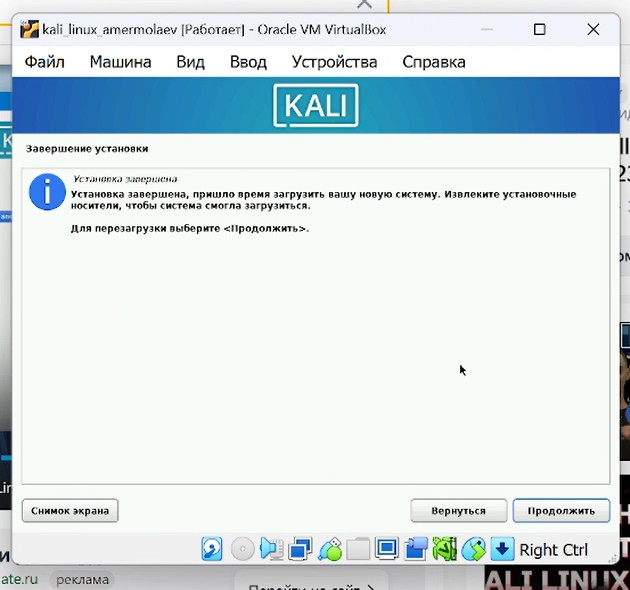 kali_linux_amermolaev [Работает] - Oracle VM VirtualBox
Файл Машина Вид Ввод Устройства Справка
KALI
Завершение установки
Установка завершена
Установка завершена, пришло время загрузить вашу новую систему. Извлеките установочные
носители, чтобы система смогла загрузиться.
Для перезагрузки выберите <Продолжить>.
Снимок экрана Вернуться Продолжить
Right Ctrl
ate.ru реклама
Перейти на сайт
ALI LINUX